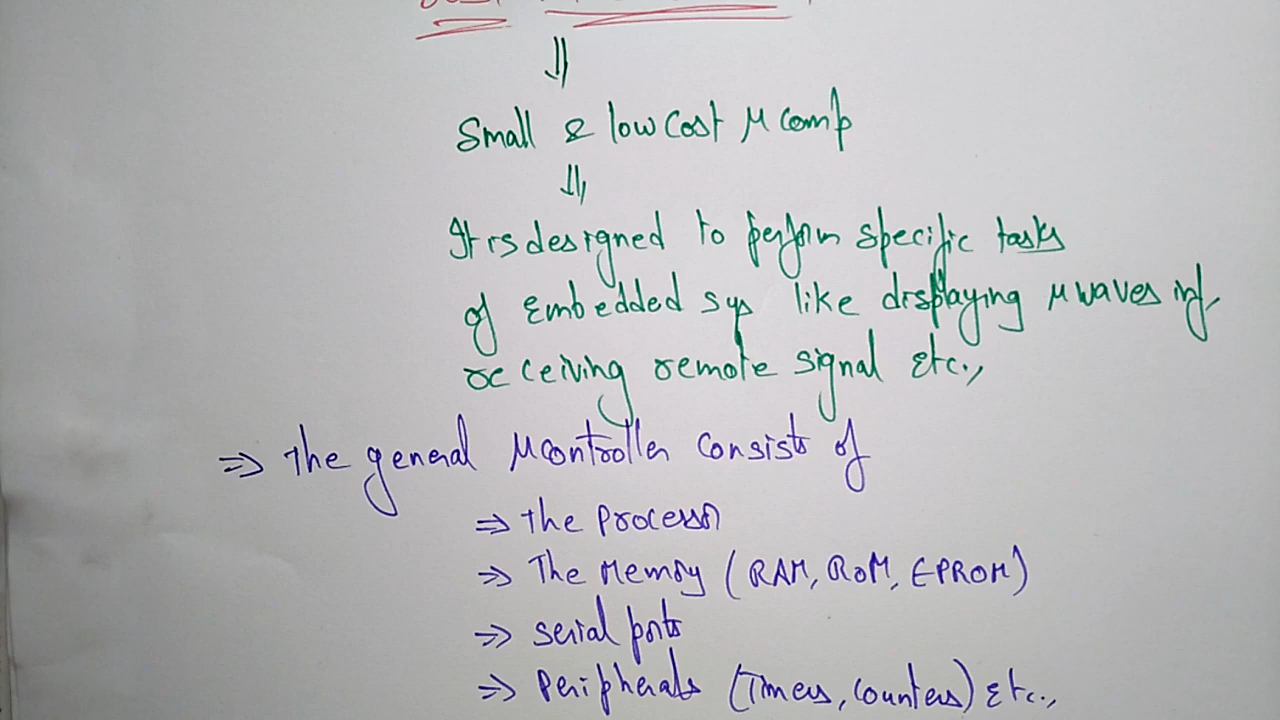 ⇓
Small & low cost μ comp
⇓
It is designed to perform specific tasks
of Embedded sys like displaying μ waves inf,
receiving remote signal Etc.,
⇒ The general μcontroller consists of
⇒ The processor
⇒ The Memory (RAM, ROM, EPROM)
⇒ Serial ports
⇒ Peripherals (Timers, Counters) Etc.,